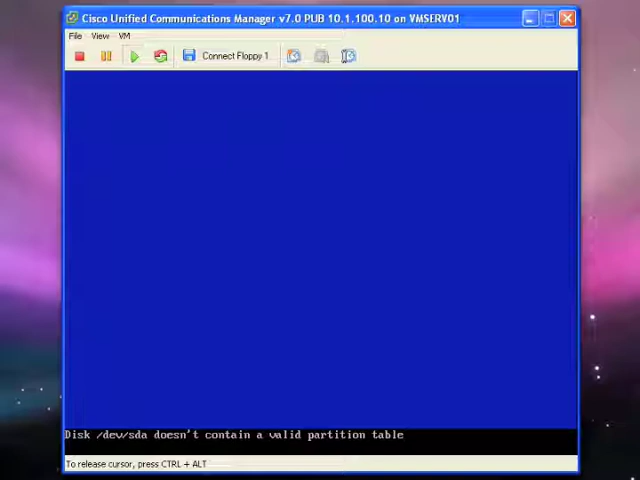 Cisco Unified Communications Manager v7.0 PUB 10.1.100.10 on VMSERV01
File View VM
Connect Floppy 1
Disk /dev/sda doesn't contain a valid partition table
To release cursor, press CTRL + ALT